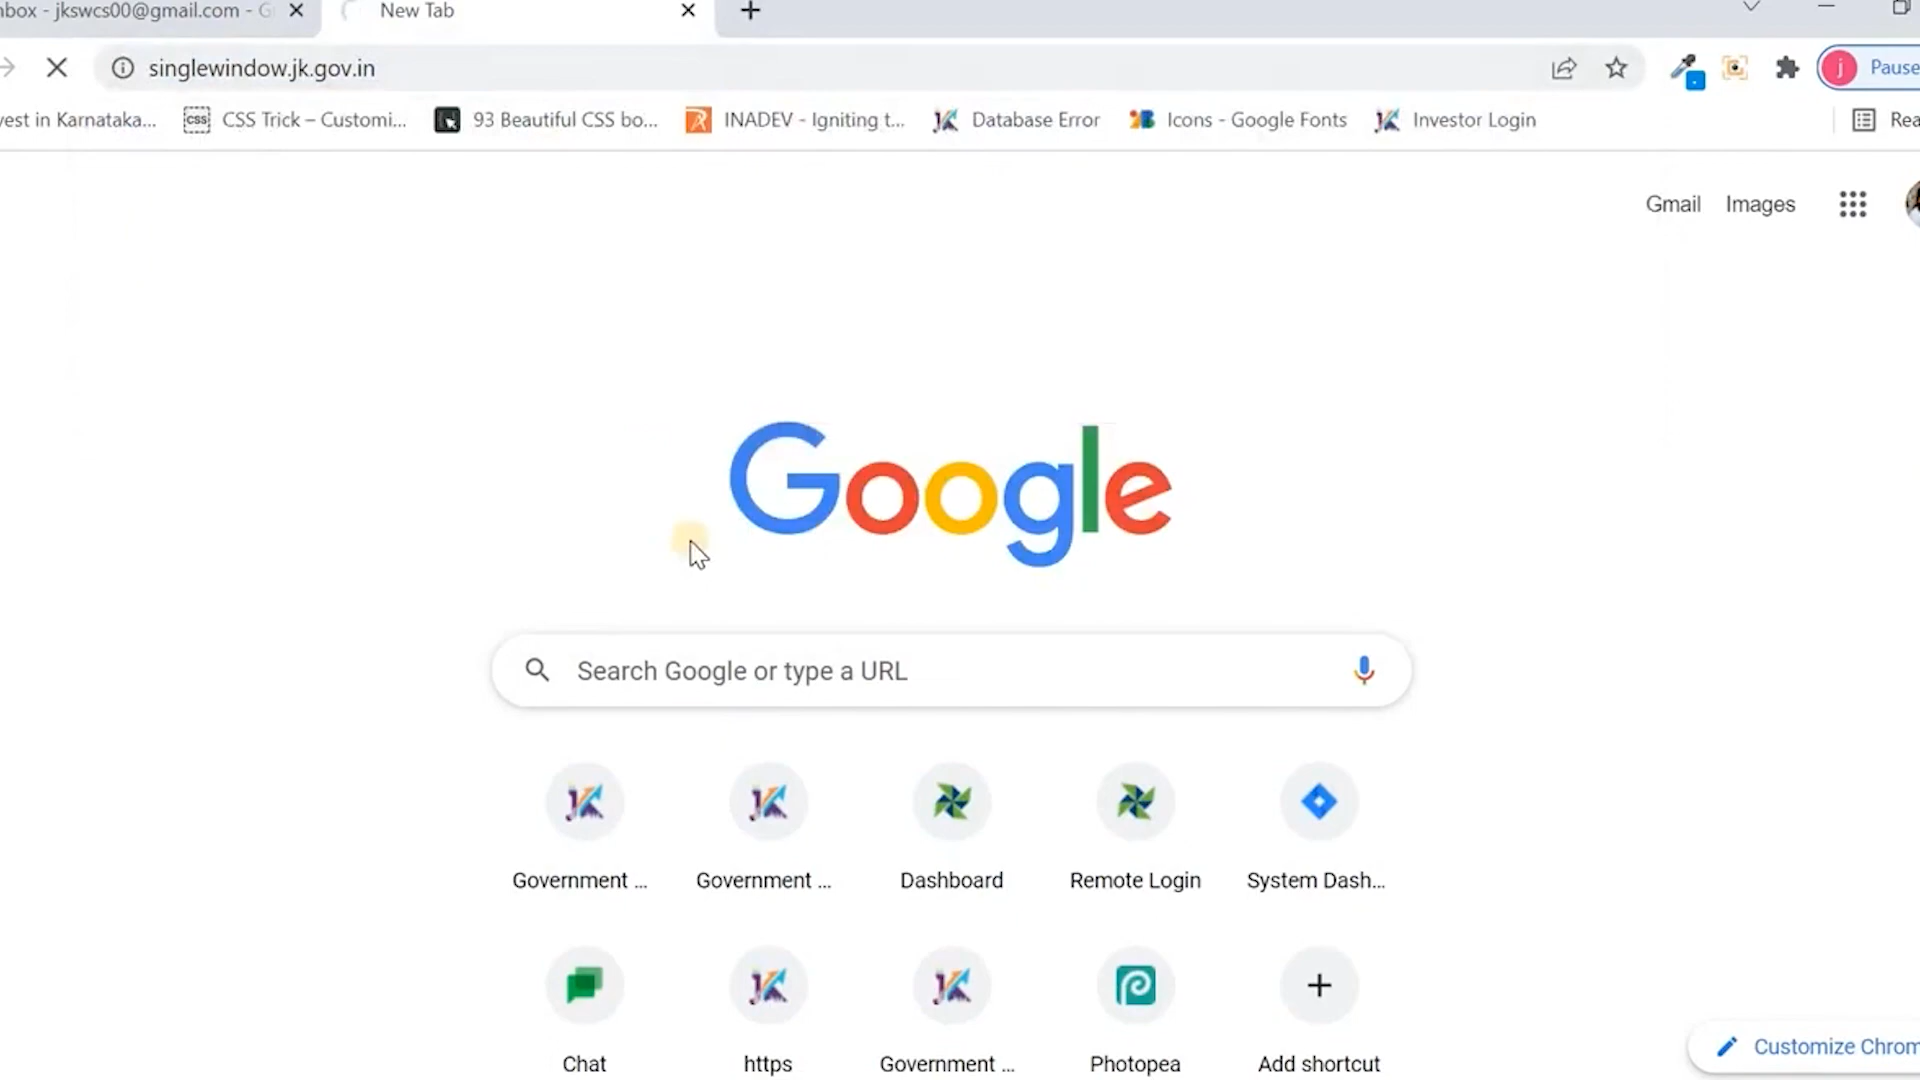 nbox - jkswcs00@gmail.com - G
New Tab
singlewindow.jk.gov.in
j
Pause
vest in Karnataka...
CSS
CSS Trick – Customi...
93 Beautiful CSS bo...
INADEV - Igniting t...
Database Error
Icons - Google Fonts
Investor Login
Rea
Gmail
Images
Google
Search Google or type a URL
Government ...
Government ...
Dashboard
Remote Login
System Dash...
Chat
https
Government ...
Photopea
Add shortcut
Customize Chrom